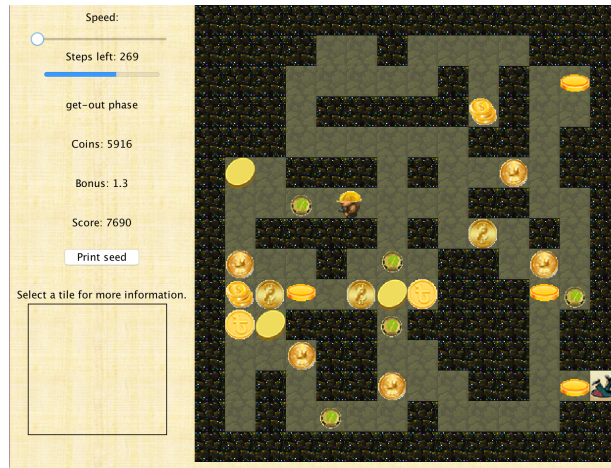 Speed:
Steps left: 269
get-out phase
Coins: 5916
Bonus: 1.3
Score: 7690
Print seed
Select a tile for more information.